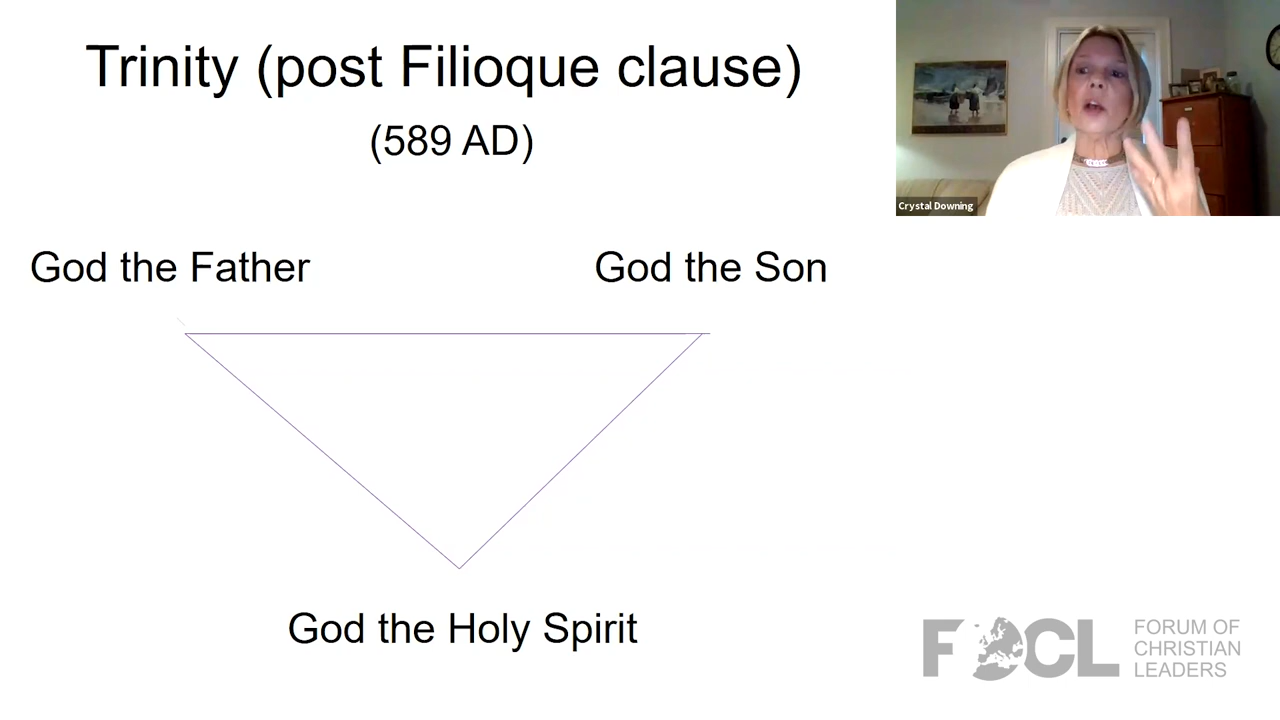 Trinity (post Filioque clause)
(589 AD)
Crystal Downing
God the Father
God the Son
God the Holy Spirit
FOCL
FORUM OF
CHRISTIAN
LEADERS